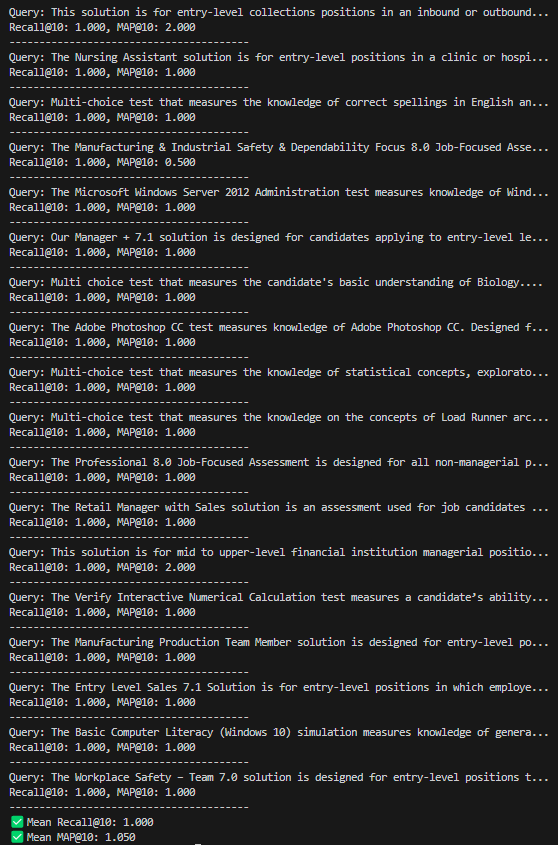 Query: This solution is for entry-level collections positions in an inbound or outbound...
Recall@10: 1.000, MAP@10: 2.000
----------------------------------------
Query: The Nursing Assistant solution is for entry-level positions in a clinic or hospi...
Recall@10: 1.000, MAP@10: 1.000
----------------------------------------
Query: Multi-choice test that measures the knowledge of correct spellings in English an...
Recall@10: 1.000, MAP@10: 1.000
----------------------------------------
Query: The Manufacturing & Industrial Safety & Dependability Focus 8.0 Job-Focused Asse...
Recall@10: 1.000, MAP@10: 0.500
----------------------------------------
Query: The Microsoft Windows Server 2012 Administration test measures knowledge of Wind...
Recall@10: 1.000, MAP@10: 1.000
----------------------------------------
Query: Our Manager + 7.1 solution is designed for candidates applying to entry-level le...
Recall@10: 1.000, MAP@10: 1.000
----------------------------------------
Query: Multi choice test that measures the candidate's basic understanding of Biology....
Recall@10: 1.000, MAP@10: 1.000
----------------------------------------
Query: The Adobe Photoshop CC test measures knowledge of Adobe Photoshop CC. Designed f...
Recall@10: 1.000, MAP@10: 1.000
----------------------------------------
Query: Multi-choice test that measures the knowledge of statistical concepts, explorato...
Recall@10: 1.000, MAP@10: 1.000
----------------------------------------
Query: Multi-choice test that measures the knowledge on the concepts of Load Runner arc...
Recall@10: 1.000, MAP@10: 1.000
----------------------------------------
Query: The Professional 8.0 Job-Focused Assessment is designed for all non-managerial p...
Recall@10: 1.000, MAP@10: 1.000
----------------------------------------
Query: The Retail Manager with Sales solution is an assessment used for job candidates ...
Recall@10: 1.000, MAP@10: 1.000
----------------------------------------
Query: This solution is for mid to upper-level financial institution managerial positio...
Recall@10: 1.000, MAP@10: 2.000
----------------------------------------
Query: The Verify Interactive Numerical Calculation test measures a candidate’s ability...
Recall@10: 1.000, MAP@10: 1.000
----------------------------------------
Query: The Manufacturing Production Team Member solution is designed for entry-level po...
Recall@10: 1.000, MAP@10: 1.000
----------------------------------------
Query: The Entry Level Sales 7.1 Solution is for entry-level positions in which employe...
Recall@10: 1.000, MAP@10: 1.000
----------------------------------------
Query: The Basic Computer Literacy (Windows 10) simulation measures knowledge of genera...
Recall@10: 1.000, MAP@10: 1.000
----------------------------------------
Query: The Workplace Safety – Team 7.0 solution is designed for entry-level positions t...
Recall@10: 1.000, MAP@10: 1.000
----------------------------------------
✅ Mean Recall@10: 1.000
✅ Mean MAP@10: 1.050